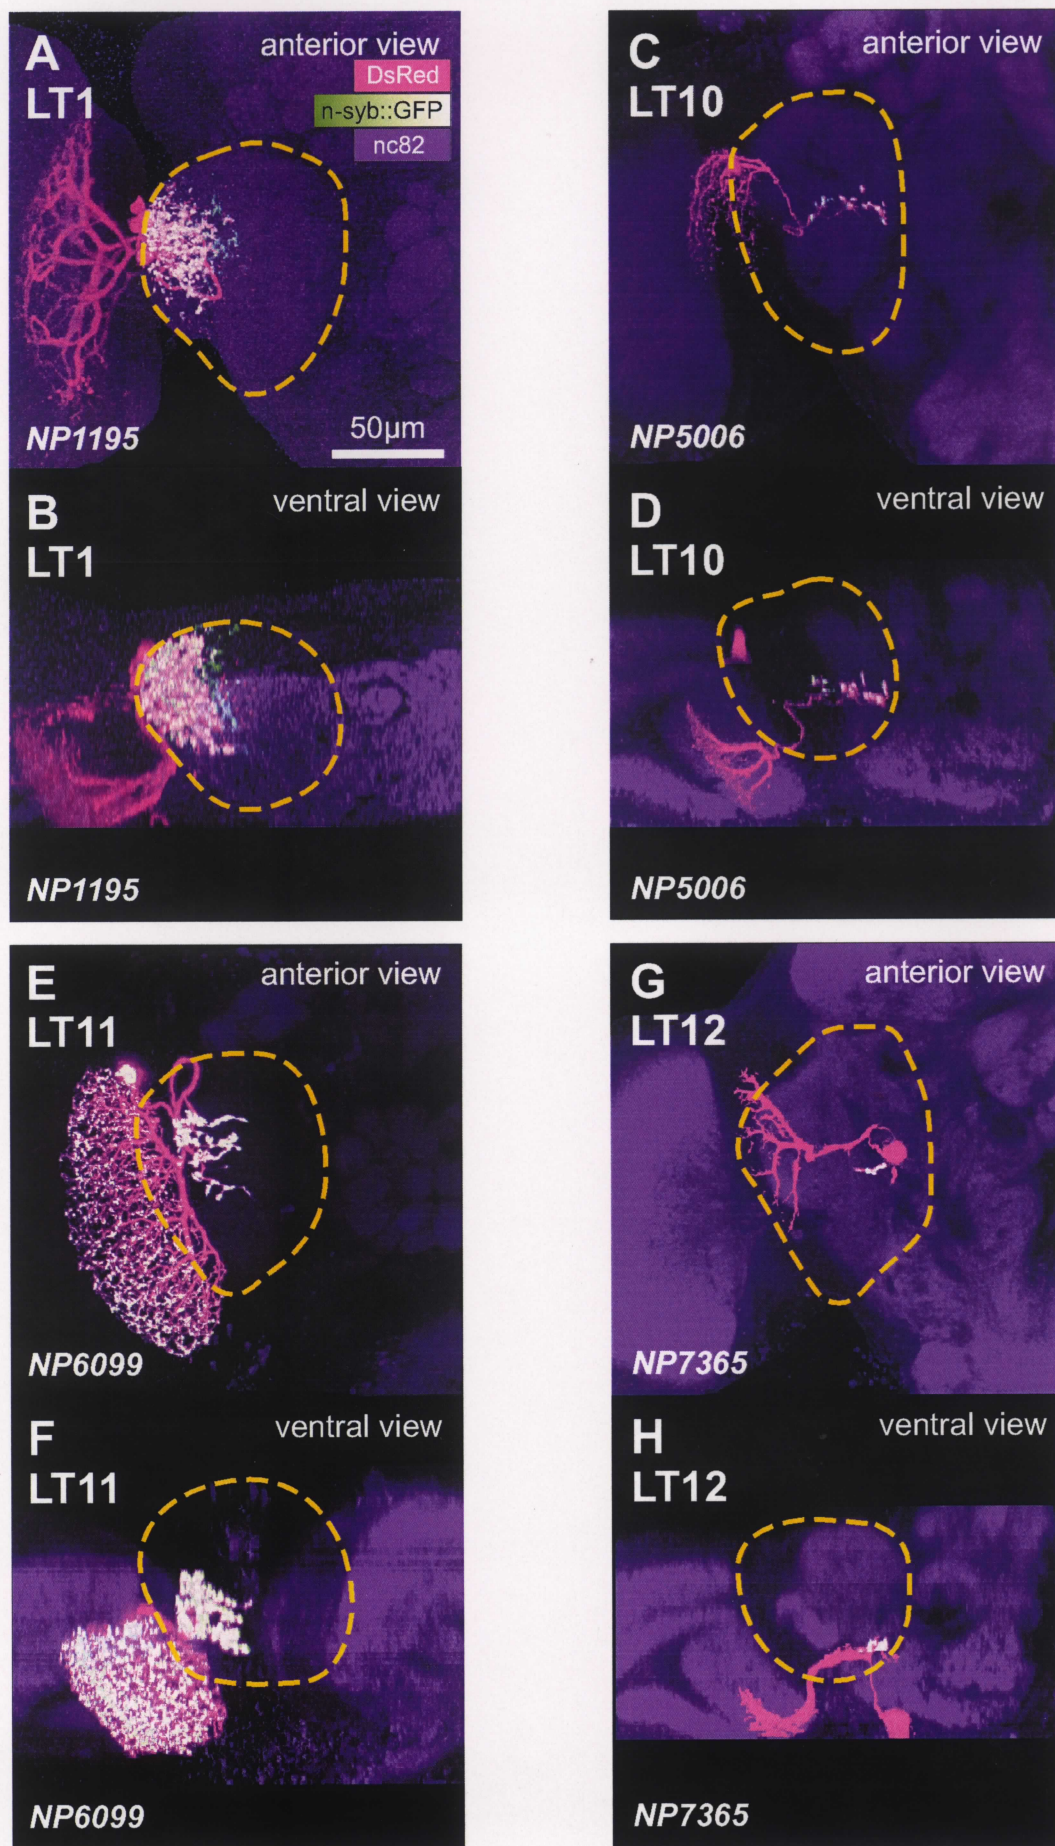 A
anterior view
LT1
DsRed
n-syb::GFP
nc82
NP1195
50µm
B
ventral view
LT1
NP1195
C
anterior view
LT10
NP5006
D
ventral view
LT10
NP5006
E
anterior view
LT11
NP6099
F
ventral view
LT11
NP6099
G
anterior view
LT12
NP7365
H
ventral view
LT12
NP7365